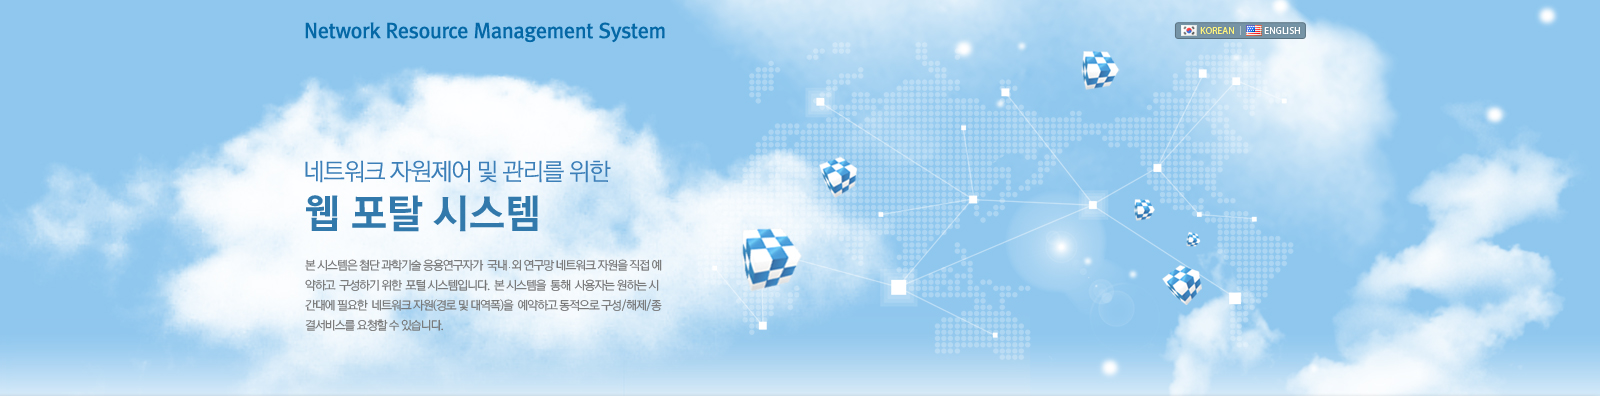 Network Resource Management System
KOREAN | ENGLISH
네트워크 자원제어 및 관리를 위한
웹 포탈 시스템
본 시스템은 첨단 과학기술 응용연구자가 국내.외 연구망 네트워크 자원을 직접 예
약하고 구성하기 위한 포털 시스템입니다. 본 시스템을 통해 사용자는 원하는 시
간대에 필요한 네트워크 자원(경로 및 대역폭)을 예약하고 동적으로 구성/해제/종
결서비스를 요청할 수 있습니다.